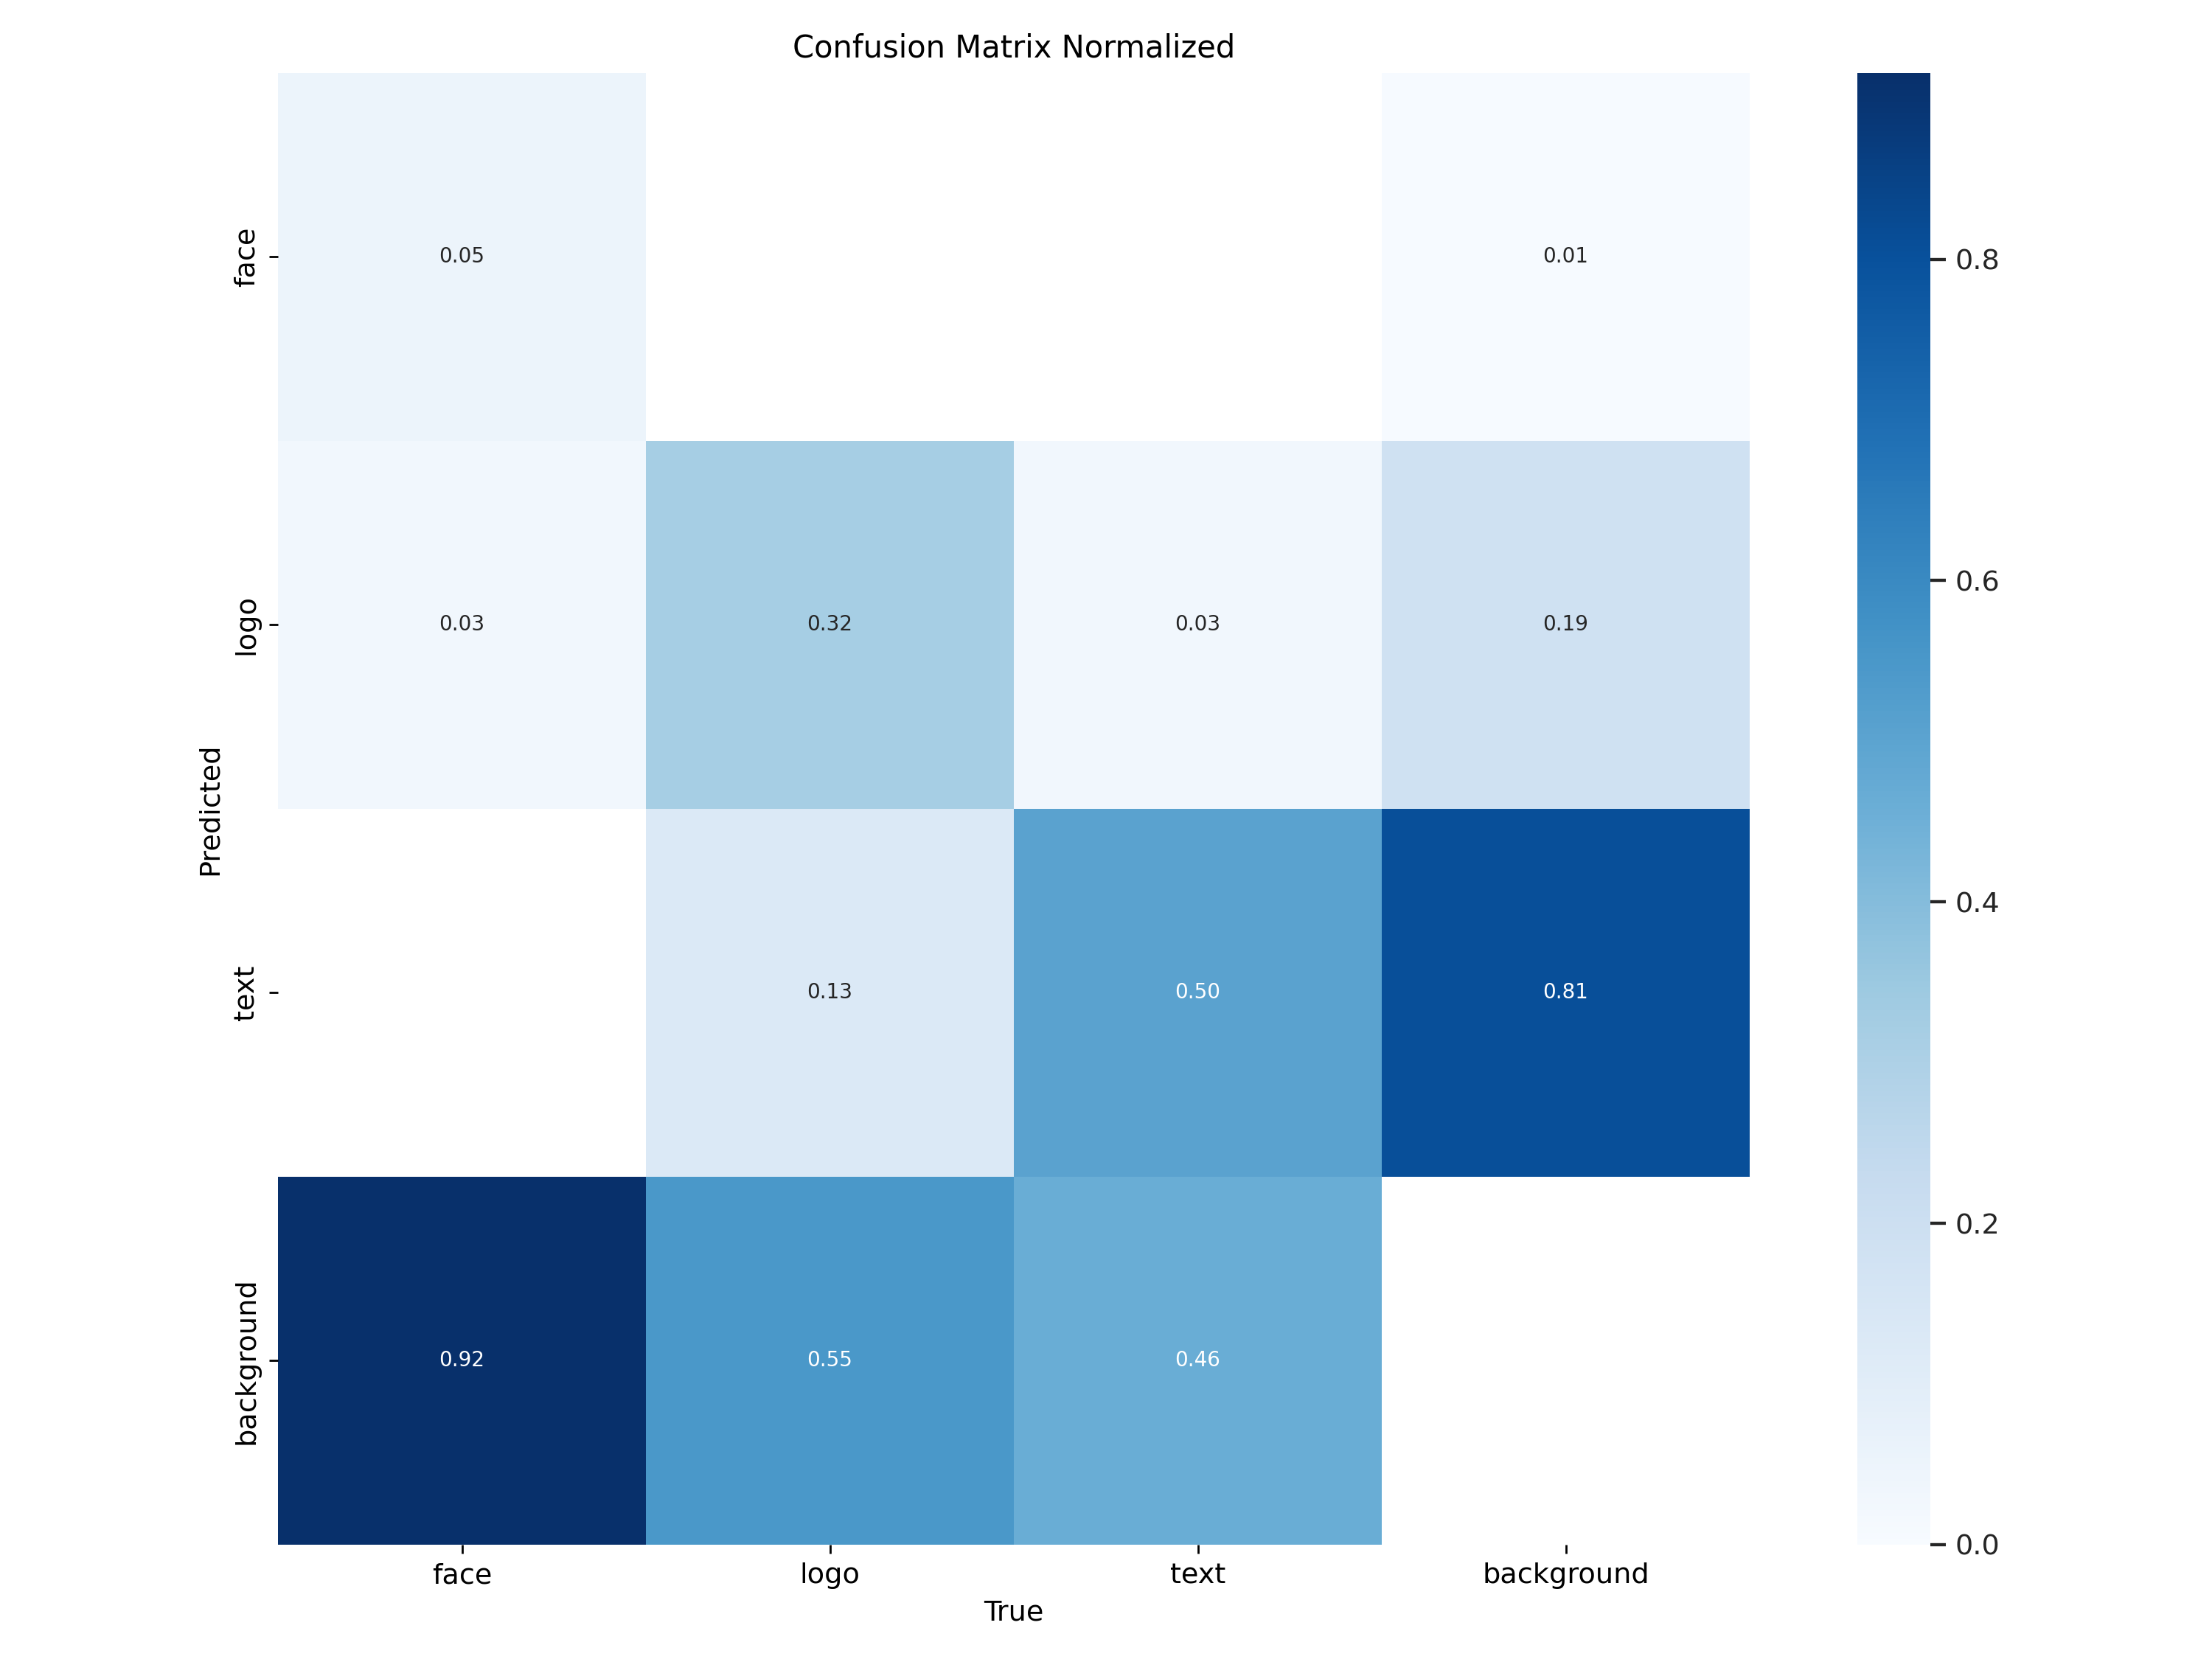 Confusion Matrix Normalized
face
0.05
0.01
logo
0.03
0.32
0.03
0.19
text
0.13
0.50
0.81
background
0.92
0.55
0.46
Predicted
face
logo
text
background
True
0.8
0.6
0.4
0.2
0.0